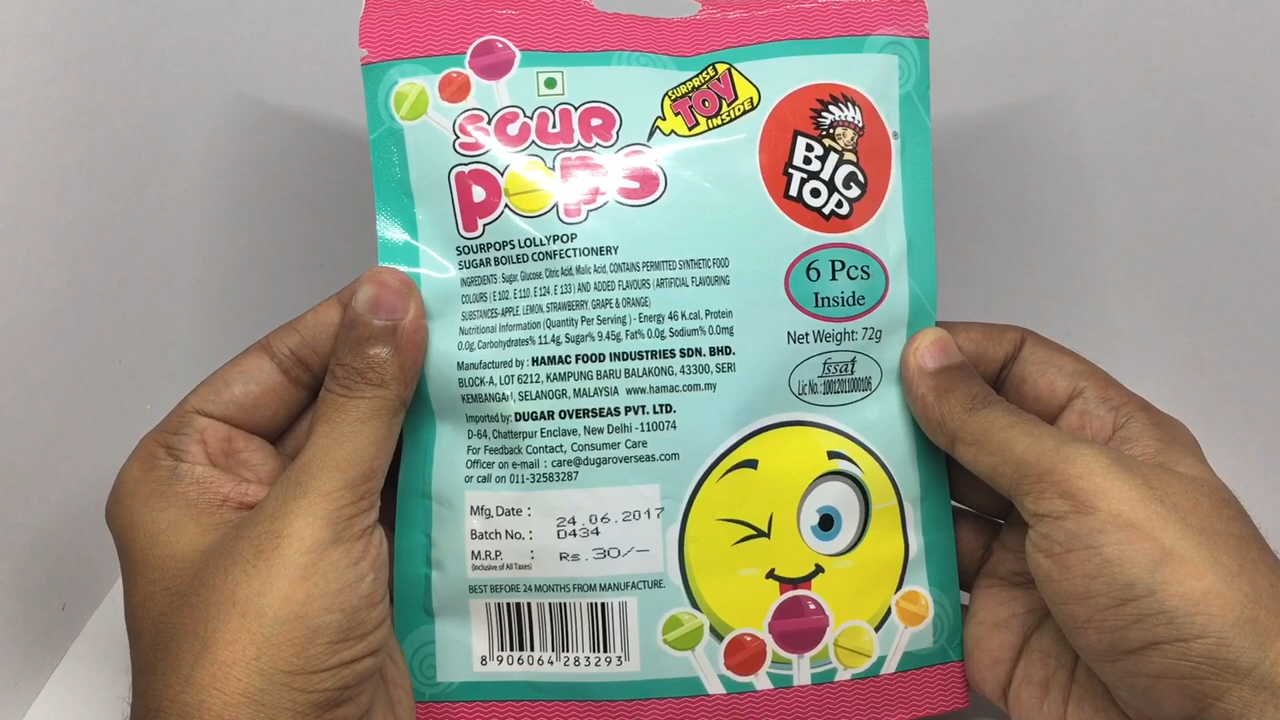 SOUR
POPS
SURPRISE
TOY
INSIDE
BIG
TOP
®
SOURPOPS LOLLYPOP
SUGAR BOILED CONFECTIONERY
INGREDIENTS : Sugar, Glucose, Citric Acid, Malic Acid, CONTAINS PERMITTED SYNTHETIC FOOD
COLOURS ( E 102, E 110, E 124, E 133 ) AND ADDED FLAVOURS ( ARTIFICIAL FLAVOURING
SUBSTANCES-APPLE, LEMON, STRAWBERRY, GRAPE & ORANGE)
Nutritional Information (Quantity Per Serving ) - Energy 46 K.cal, Protein
0.0g, Carbohydrates% 11.4g, Sugar% 9.45g, Fat% 0.0g, Sodium% 0.0mg
Manufactured by : HAMAC FOOD INDUSTRIES SDN. BHD.
BLOCK-A, LOT 6212, KAMPUNG BARU BALAKONG, 43300, SERI
KEMBANGAN, SELANOGR, MALAYSIA www.hamac.com.my
Imported by: DUGAR OVERSEAS PVT. LTD.
D-64, Chatterpur Enclave, New Delhi -110074
For Feedback Contact, Consumer Care
Officer on e-mail : care@dugaroverseas.com
or call on 011-32583287
6 Pcs
Inside
Net Weight: 72g
fssai
Lic No.:10012011000106
Mfg. Date : 24.06.2017
Batch No. : D434
M.R.P. : Rs.30/-
(Inclusive of All Taxes)
BEST BEFORE 24 MONTHS FROM MANUFACTURE.
8 906064 283293